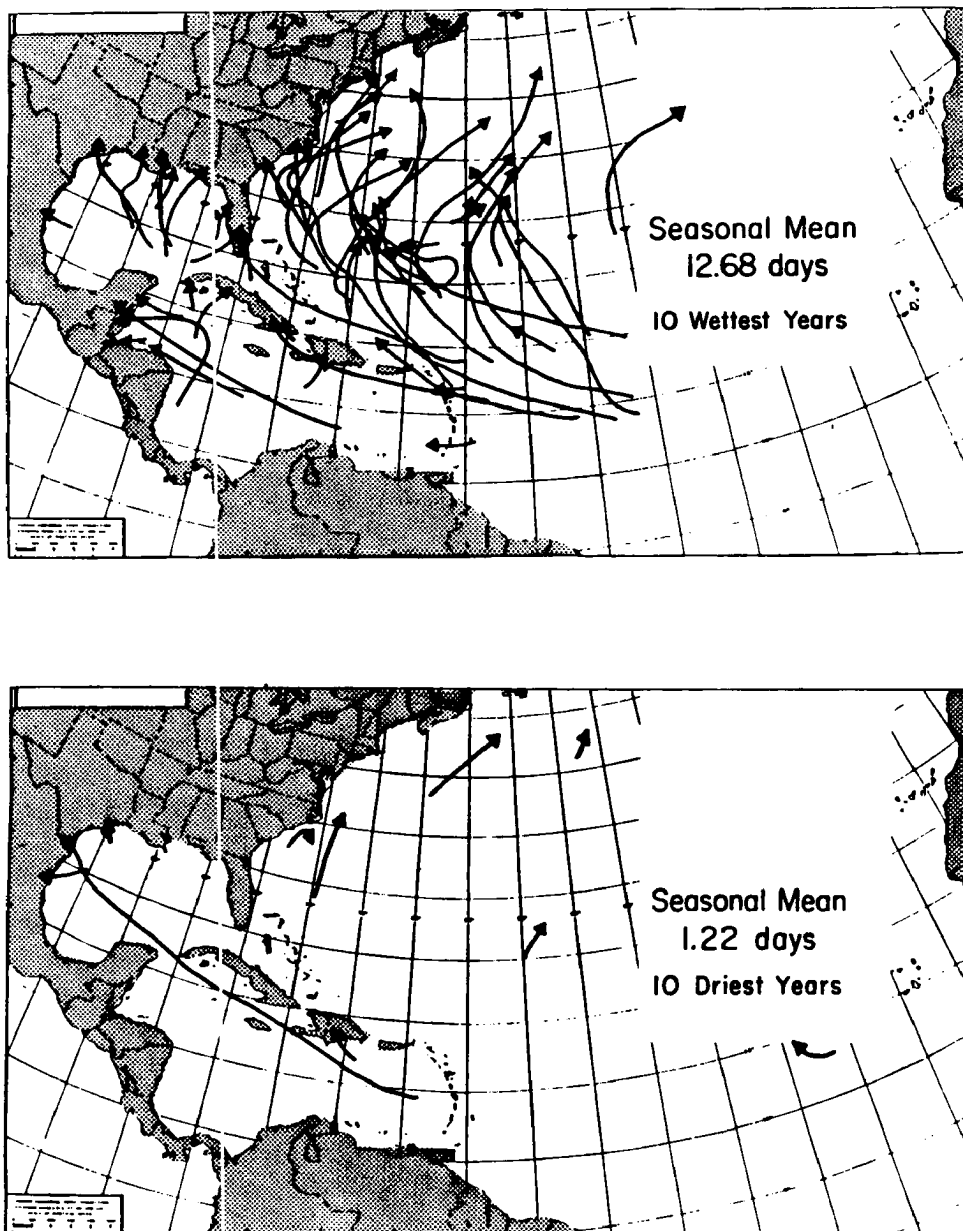 Seasonal Mean
12.68 days
10 Wettest Years
Seasonal Mean
1.22 days
10 Driest Years